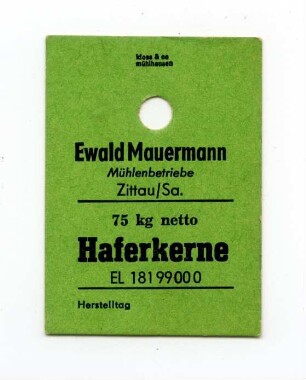 klose & co
mühlhausen
Ewald Mauermann
Mühlenbetriebe
Zittau/Sa.
75 kg netto
Haferkerne
EL 18199000
Herstelltag